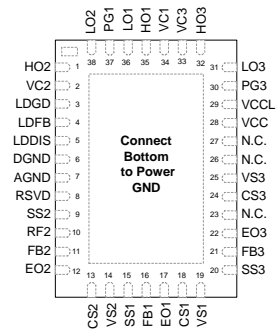 LO2 PG1 LO1 HO1 VC1 VC3 HO3
38 37 36 35 34 33 32
HO2 1
VC2 2
LDGD 3
LDFB 4
LDDIS 5
DGND 6
AGND 7
RSVD 8
SS2 9
RF2 10
FB2 11
EO2 12
Connect
Bottom
to Power
GND
31 LO3
30 PG3
29 VCCL
28 VCC
27 N.C.
26 N.C.
25 VS3
24 CS3
23 N.C.
22 EO3
21 FB3
20 SS3
13 14 15 16 17 18 19
CS2 VS2 SS1 FB1 EO1 CS1 VS1